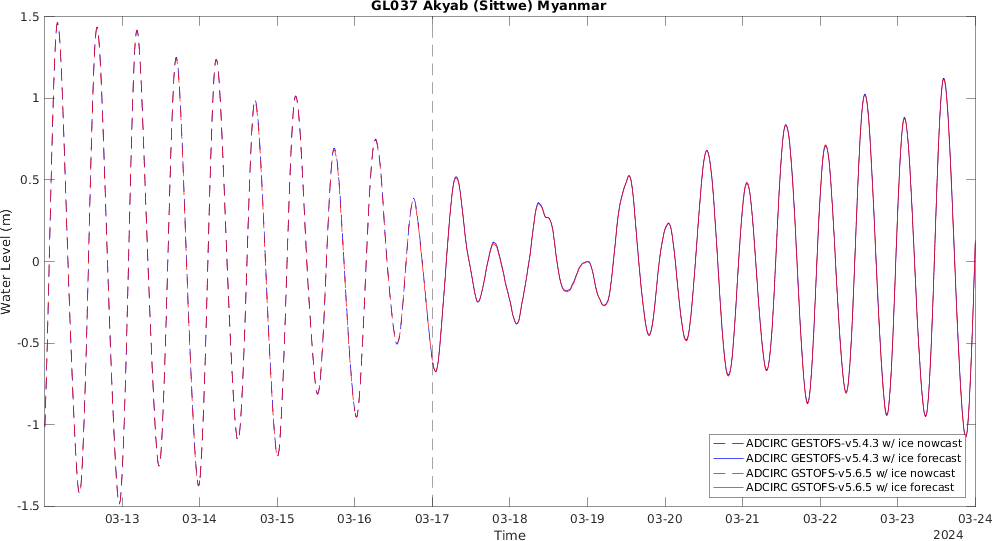 GL037 Akyab (Sittwe) Myanmar
1.5
1
0.5
0
-0.5
-1
-1.5
Water Level (m)
03-13 03-14 03-15 03-16 03-17 03-18 03-19 03-20 03-21 03-22 03-23 03-24
Time
2024
ADCIRC GESTOFS-v5.4.3 w/ ice nowcast
ADCIRC GESTOFS-v5.4.3 w/ ice forecast
ADCIRC GSTOFS-v5.6.5 w/ ice nowcast
ADCIRC GSTOFS-v5.6.5 w/ ice forecast